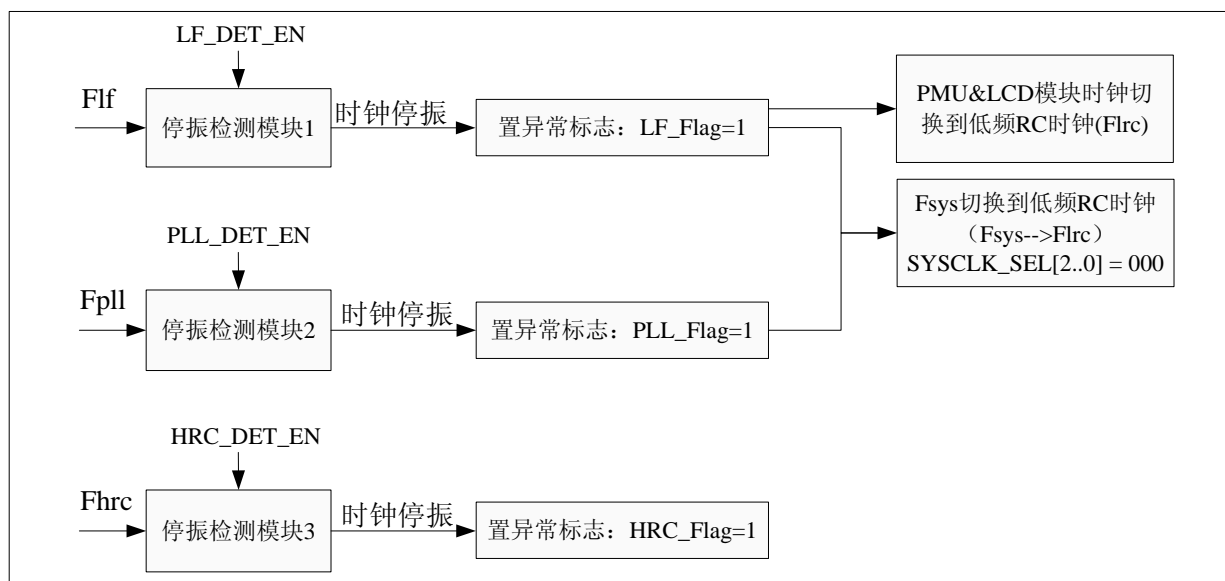 LF_DET_EN
Flf
停振检测模块1
时钟停振
置异常标志：LF_Flag=1
PMU&LCD模块时钟切
换到低频RC时钟(Flrc)
Fsys切换到低频RC时钟
（Fsys-->Flrc）
SYSCLK_SEL[2..0] = 000
PLL_DET_EN
Fpll
停振检测模块2
时钟停振
置异常标志：PLL_Flag=1
HRC_DET_EN
Fhrc
停振检测模块3
时钟停振
置异常标志：HRC_Flag=1